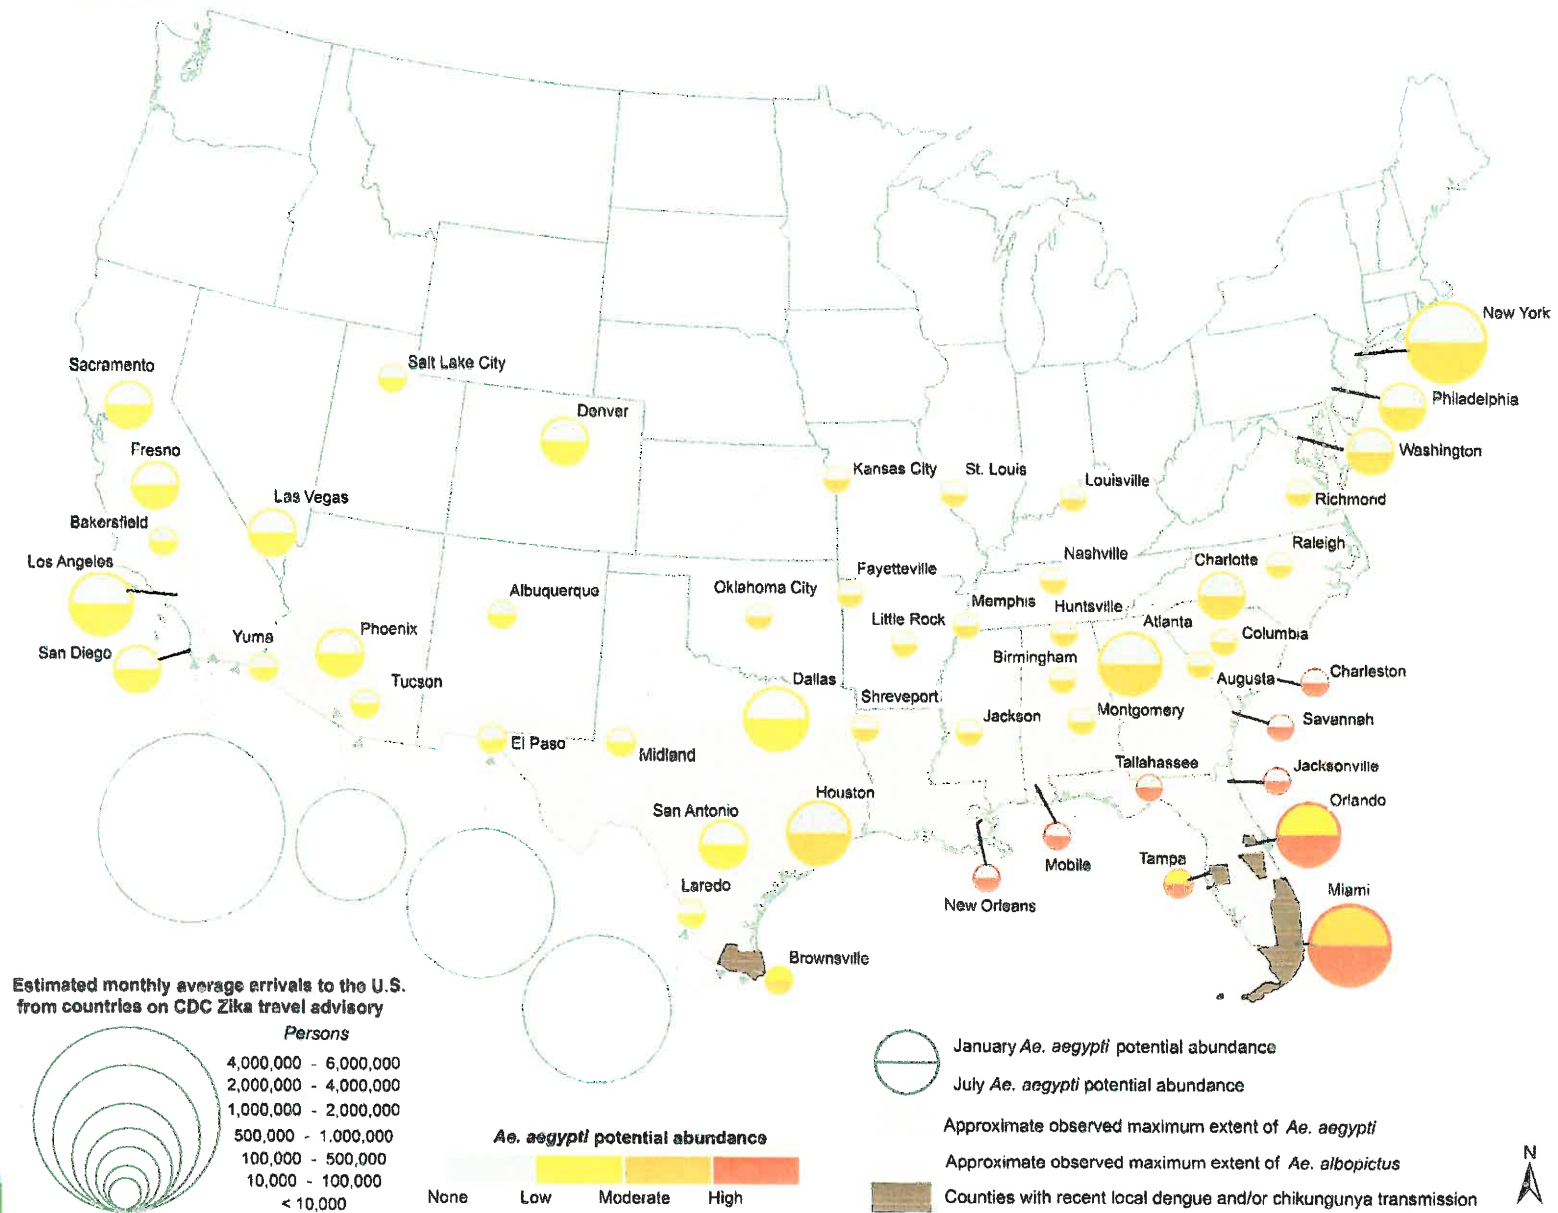 New York
Salt Lake City
Sacramento
Philadelphia
Denver
Fresno
Washington
Kansas City
St. Louis
Louisville
Las Vegas
Richmond
Bakersfield
Raleigh
Nashville
Los Angeles
Charlotte
Fayetteville
Oklahoma City
Albuquerque
Memphis
Huntsville
Little Rock
Atlanta
Phoenix
Yuma
Columbia
San Diego
Birmingham
Charleston
Tucson
Dallas
Augusta
Shreveport
Jackson
Montgomery
Savannah
El Paso
Midland
Tallahassee
Jacksonville
Houston
Orlando
San Antonio
Mobile
Tampa
Laredo
Miami
New Orleans
Brownsville
Estimated monthly average arrivals to the U.S.
from countries on CDC Zika travel advisory
Persons
4,000,000 - 6,000,000
2,000,000 - 4,000,000
1,000,000 - 2,000,000
500,000 - 1.000,000
100,000 - 500,000
10,000 - 100,000
< 10,000
Ae. aegypti potential abundance
None Low Moderate High
January Ae. aegypti potential abundance
July Ae. aegypti potential abundance
Approximate observed maximum extent of Ae. aegypti
Approximate observed maximum extent of Ae. albopictus
Counties with recent local dengue and/or chikungunya transmission
N